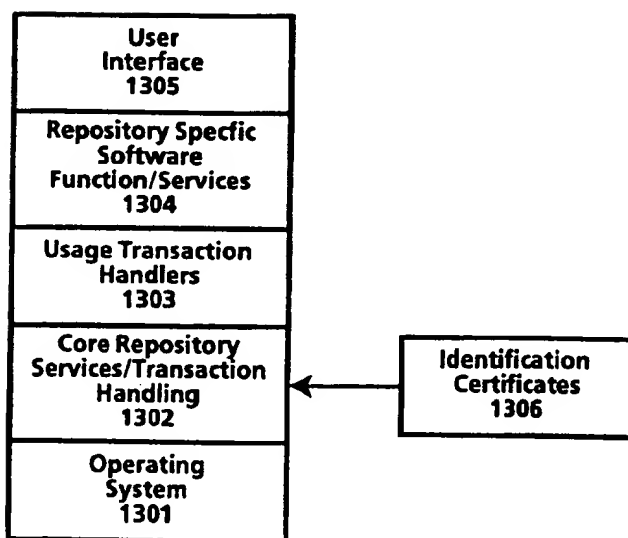 User
Interface
1305
Repository Specfic
Software
Function/Services
1304
Usage Transaction
Handlers
1303
Core Repository
Services/Transaction
Handling
1302
Identification
Certificates
1306
Operating
System
1301